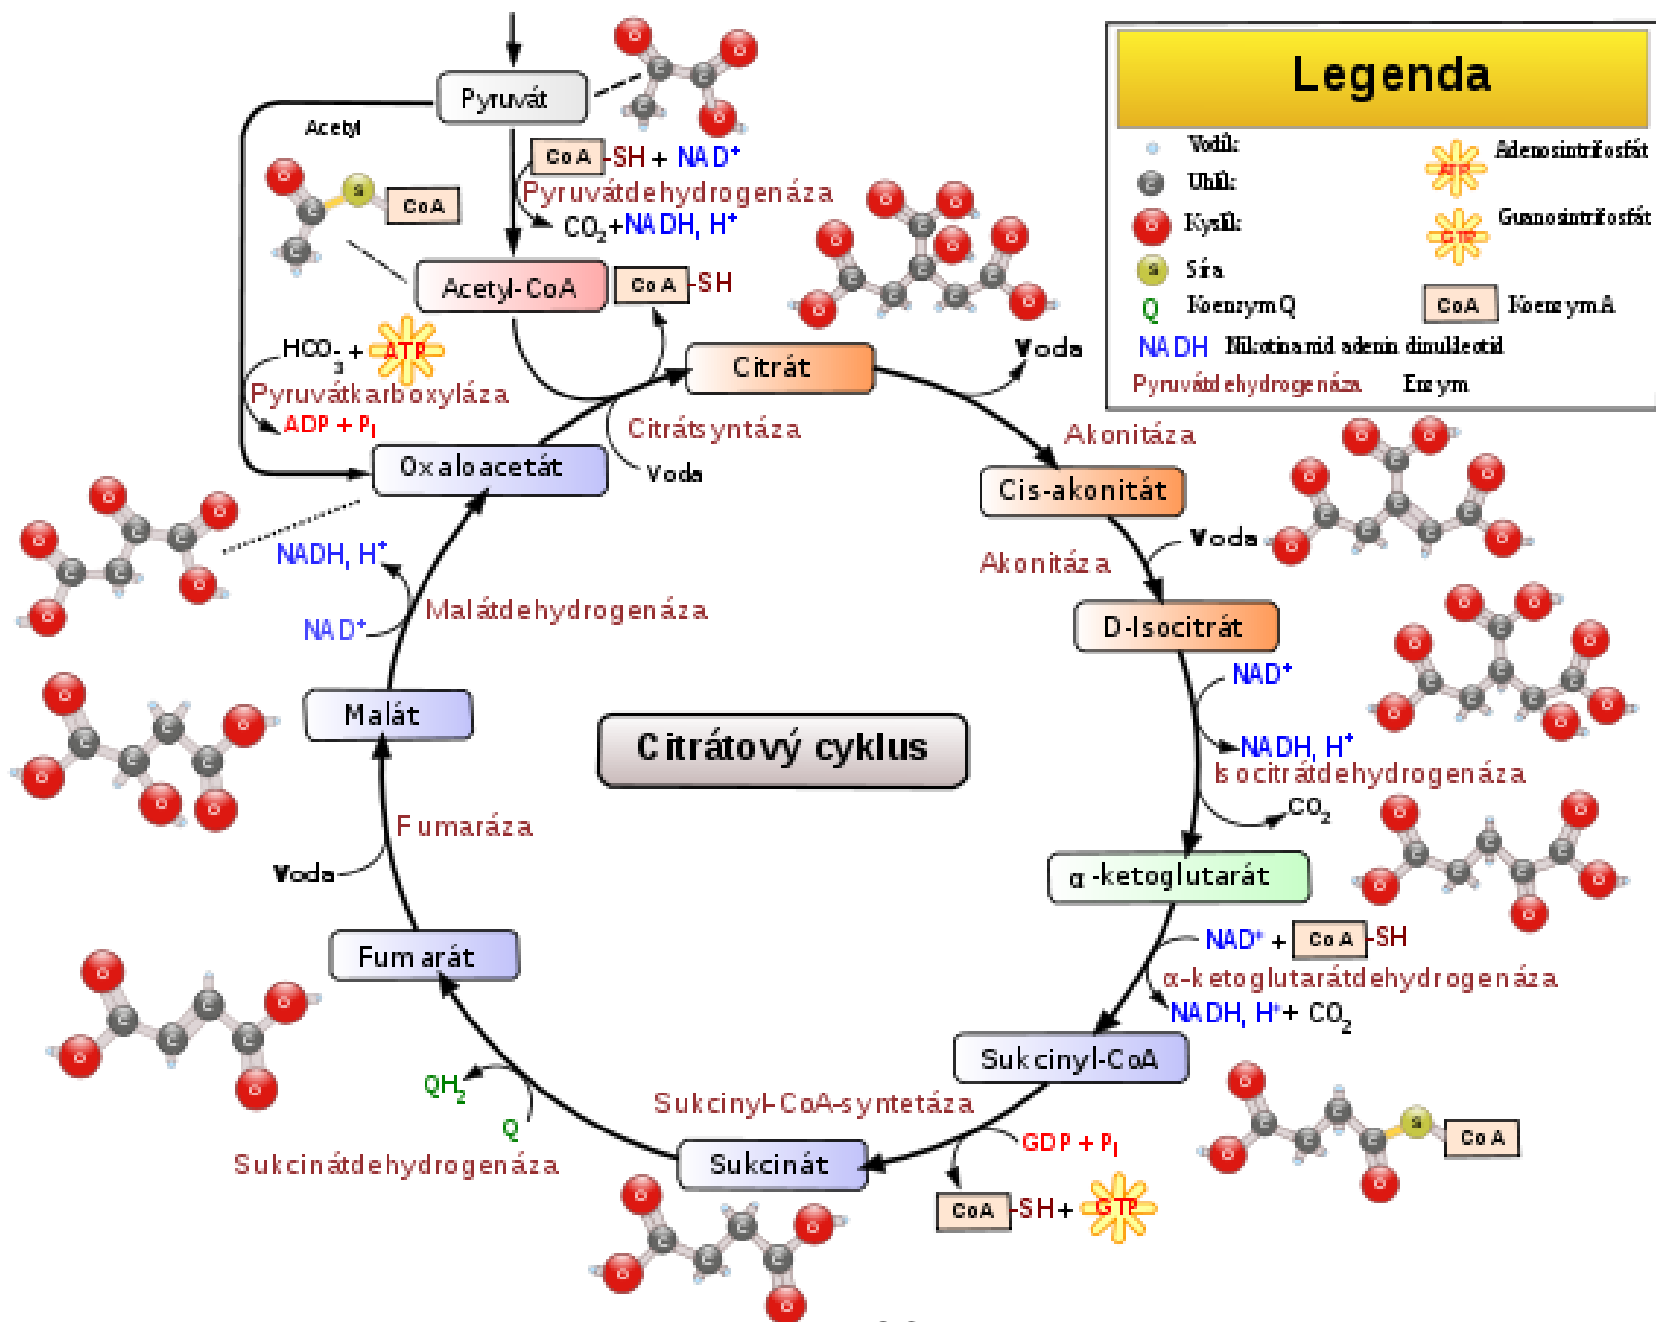 Legenda
Vodík
Uhlík
Kyslík
Síra
Q Koenzym Q
NADH Nikotinamid adenin dinukleotid
Pyruvátdehydrogenáza Enzym
ATP Adenosintrifosfát
GTP Guanosintrifosfát
CoA Koenzym A
Pyruvát
Acetyl
CoA
CoA-SH + NAD⁺
Pyruvátdehydrogenáza
CO₂+NADH, H⁺
Acetyl-CoA
CoA-SH
HCO₃⁻ + ATP
Pyruvátkarboxyláza
ADP + Pᵢ
Citrát
Voda
Citrátsyntáza
Voda
Oxaloacetát
Akonitáza
Cis-akonitát
Voda
Akonitáza
D-Isocitrát
NAD⁺
NADH, H⁺
Isocitrátdehydrogenáza
CO₂
α-ketoglutarát
NAD⁺ + CoA-SH
α-ketoglutarátdehydrogenáza
NADH, H⁺+ CO₂
Sukcinyl-CoA
CoA
Sukcinyl-CoA-syntetáza
GDP + Pᵢ
CoA-SH+ GTP
Sukcinát
Sukcinátdehydrogenáza
Q
QH₂
Fumarát
Voda
Fumaráza
Malát
NAD⁺
Malátdehydrogenáza
NADH, H⁺
Citrátový cyklus